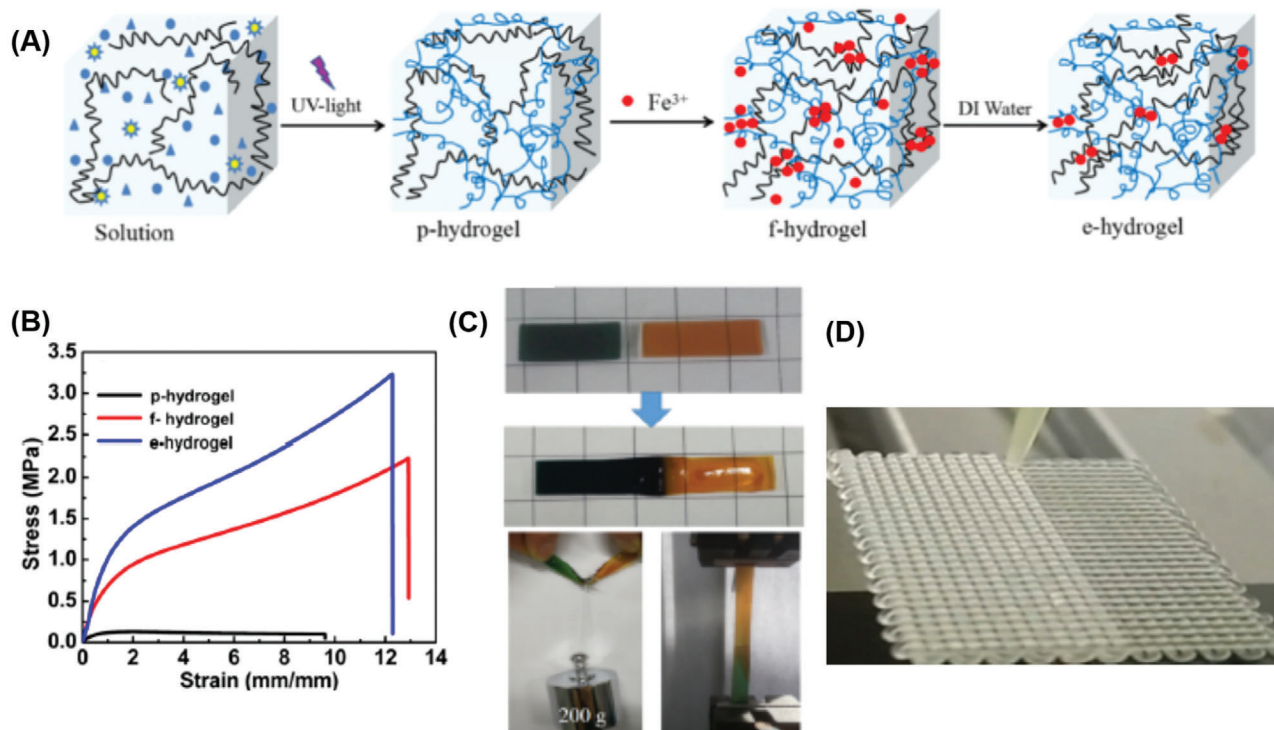 (A)
UV-light
Fe³⁺
DI Water
Solution
p-hydrogel
f-hydrogel
e-hydrogel
(B)
3.5
3.0
2.5
2.0
1.5
1.0
0.5
0.0
Stress (MPa)
p-hydrogel
f- hydrogel
e-hydrogel
0 2 4 6 8 10 12 14
Strain (mm/mm)
(C)
200 g
(D)